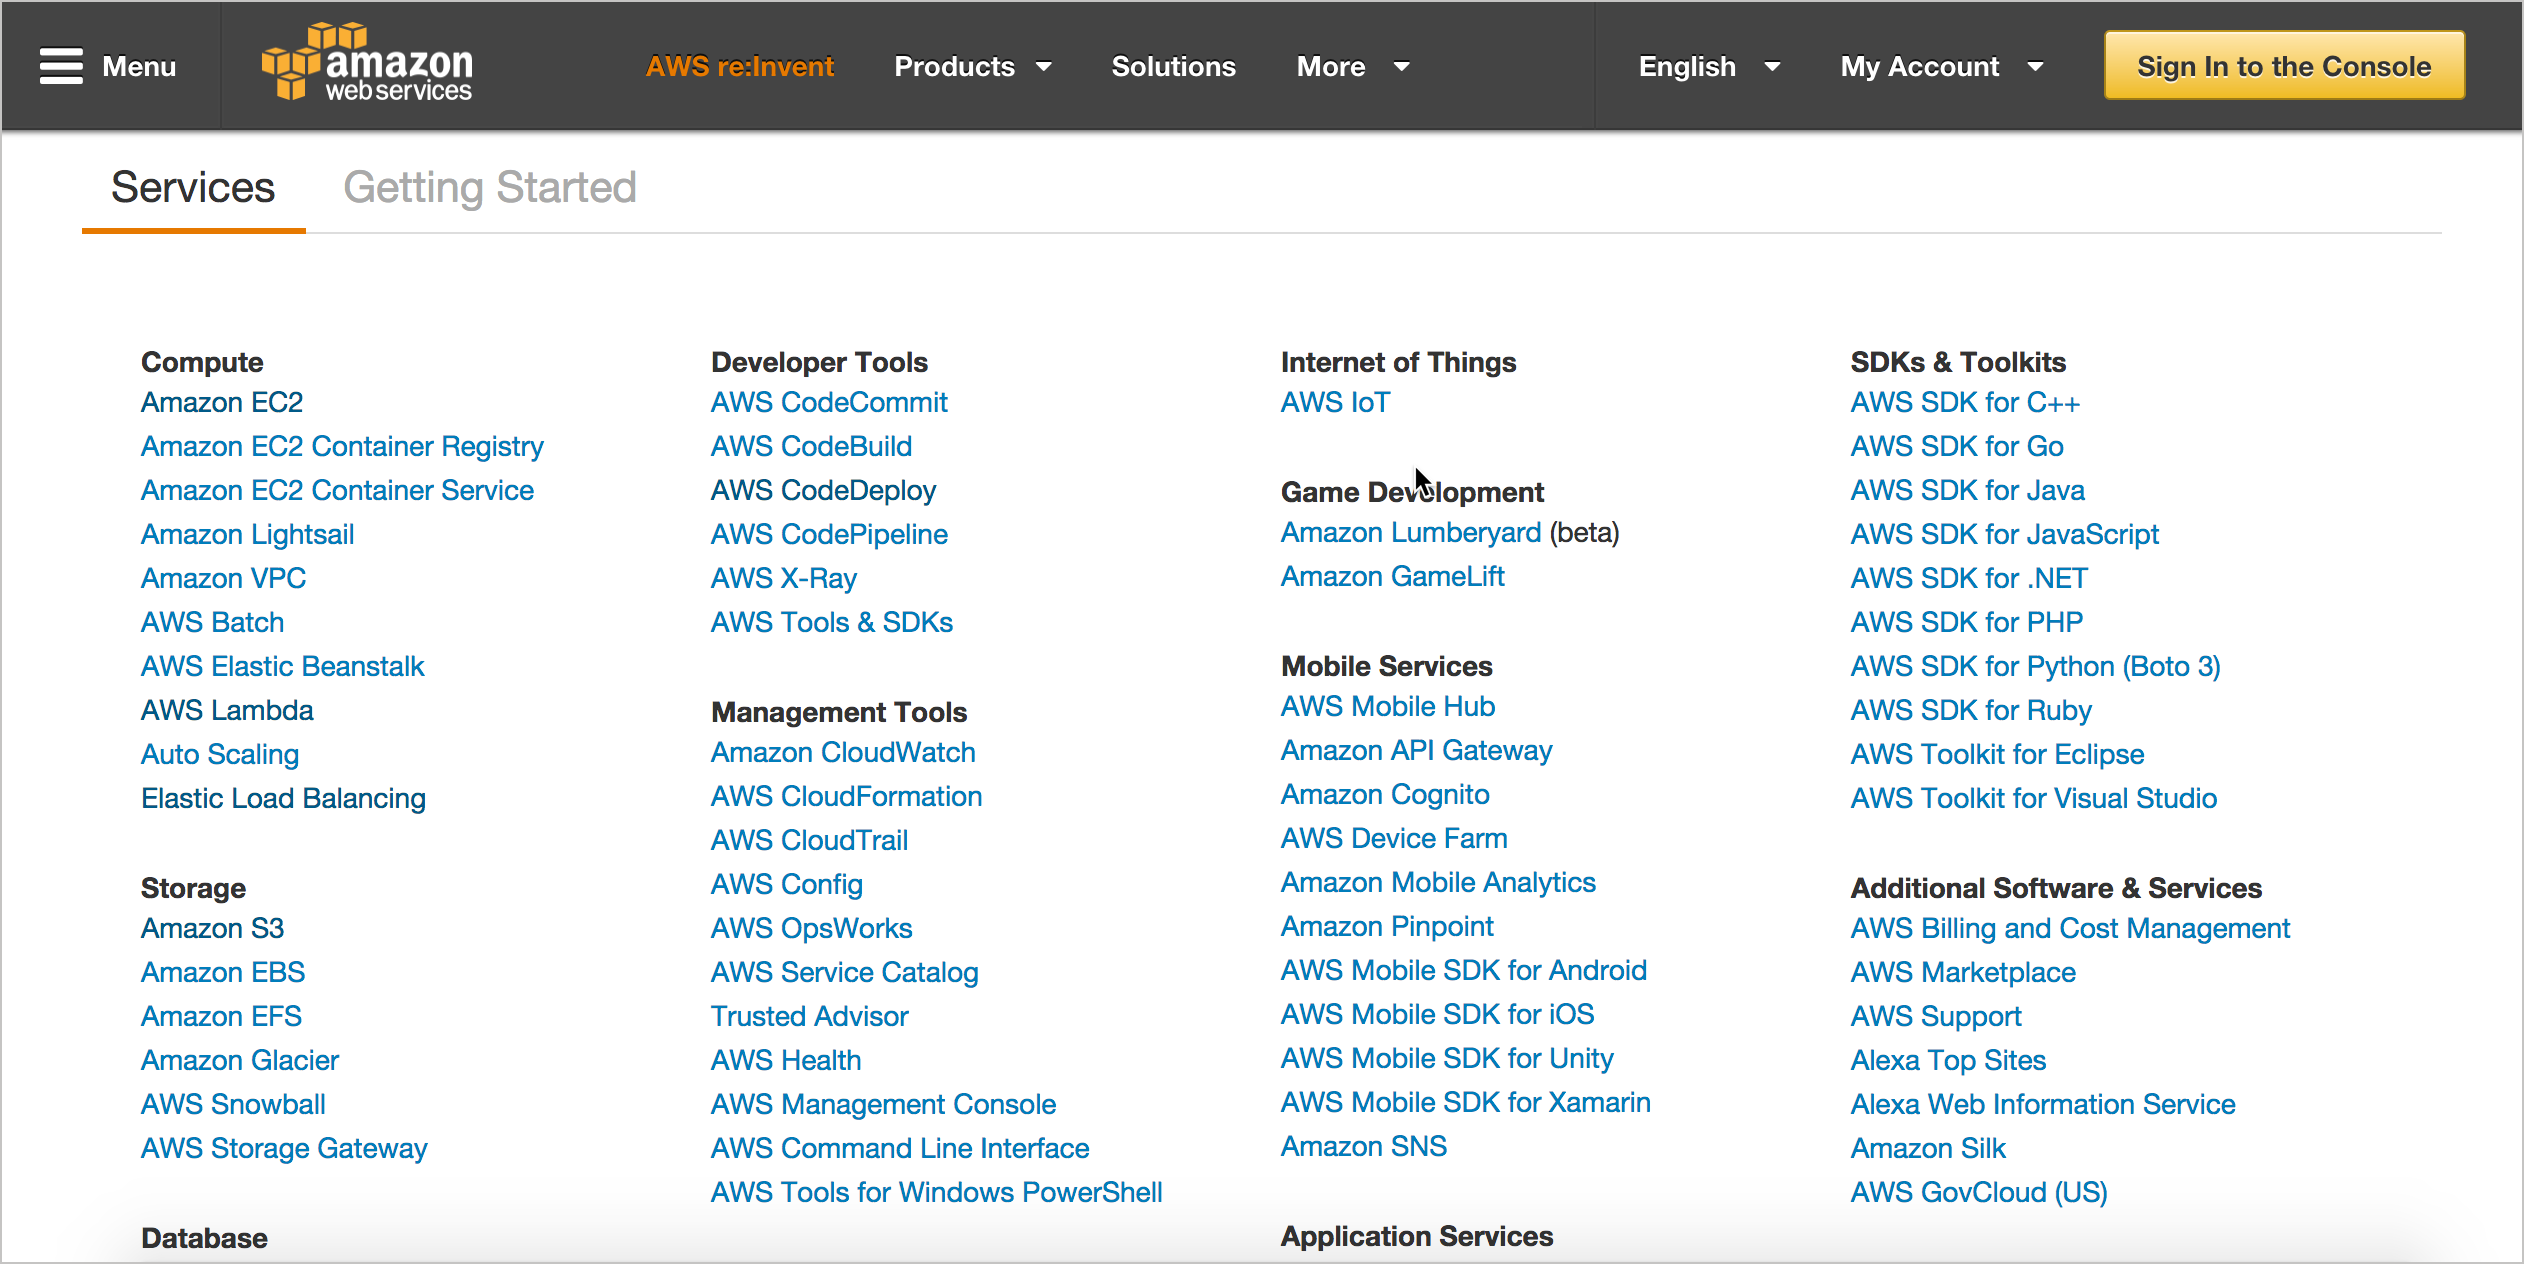 Menu
amazon
web services
AWS re:Invent
Products
Solutions
More
English
My Account
Sign In to the Console
Services
Getting Started
Compute
Amazon EC2
Amazon EC2 Container Registry
Amazon EC2 Container Service
Amazon Lightsail
Amazon VPC
AWS Batch
AWS Elastic Beanstalk
AWS Lambda
Auto Scaling
Elastic Load Balancing
Storage
Amazon S3
Amazon EBS
Amazon EFS
Amazon Glacier
AWS Snowball
AWS Storage Gateway
Database
Developer Tools
AWS CodeCommit
AWS CodeBuild
AWS CodeDeploy
AWS CodePipeline
AWS X-Ray
AWS Tools & SDKs
Management Tools
Amazon CloudWatch
AWS CloudFormation
AWS CloudTrail
AWS Config
AWS OpsWorks
AWS Service Catalog
Trusted Advisor
AWS Health
AWS Management Console
AWS Command Line Interface
AWS Tools for Windows PowerShell
Internet of Things
AWS IoT
Game Development
Amazon Lumberyard (beta)
Amazon GameLift
Mobile Services
AWS Mobile Hub
Amazon API Gateway
Amazon Cognito
AWS Device Farm
Amazon Mobile Analytics
Amazon Pinpoint
AWS Mobile SDK for Android
AWS Mobile SDK for iOS
AWS Mobile SDK for Unity
AWS Mobile SDK for Xamarin
Amazon SNS
Application Services
SDKs & Toolkits
AWS SDK for C++
AWS SDK for Go
AWS SDK for Java
AWS SDK for JavaScript
AWS SDK for .NET
AWS SDK for PHP
AWS SDK for Python (Boto 3)
AWS SDK for Ruby
AWS Toolkit for Eclipse
AWS Toolkit for Visual Studio
Additional Software & Services
AWS Billing and Cost Management
AWS Marketplace
AWS Support
Alexa Top Sites
Alexa Web Information Service
Amazon Silk
AWS GovCloud (US)